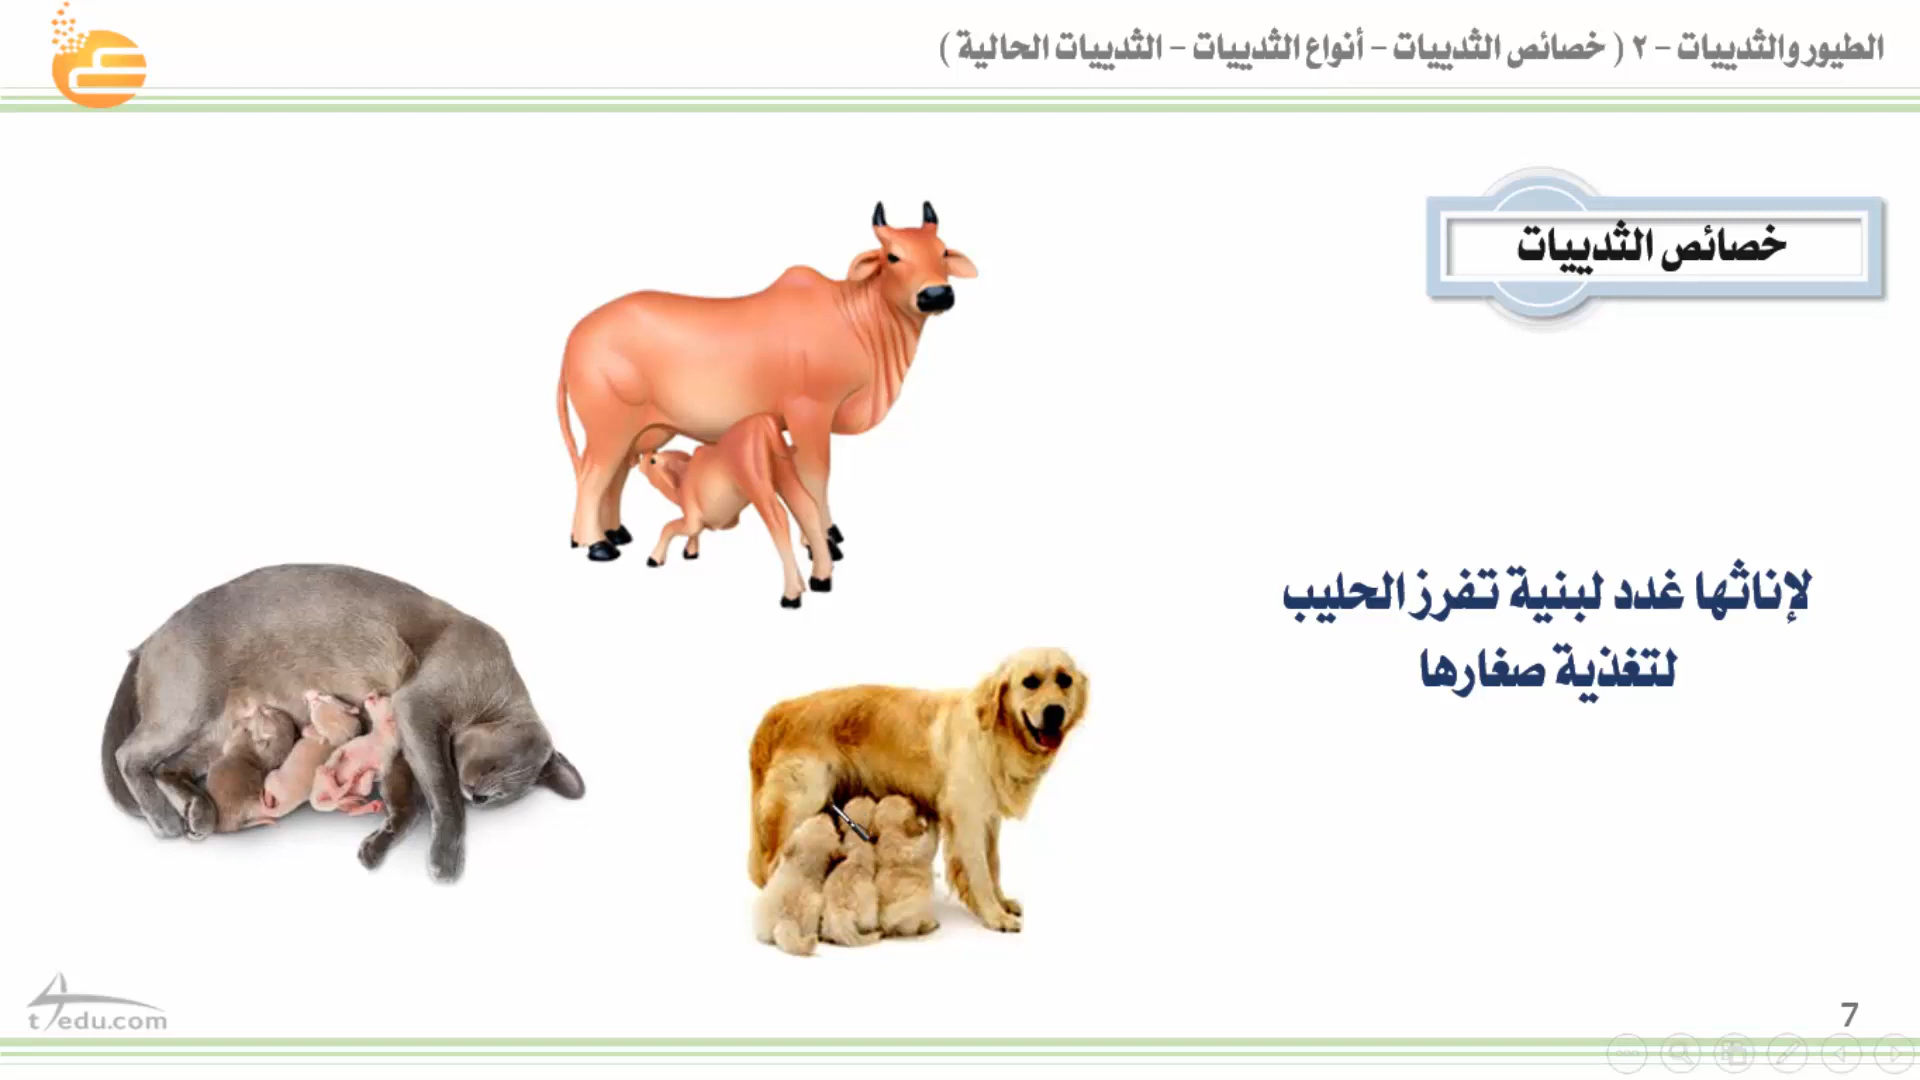 الطيور والثدييات - ٢ ( خصائص الثدييات - أنواع الثدييات - الثدييات الحالية )
خصائص الثدييات
لإناثها غدد لبنية تفرز الحليب
لتغذية صغارها
t4edu.com
7